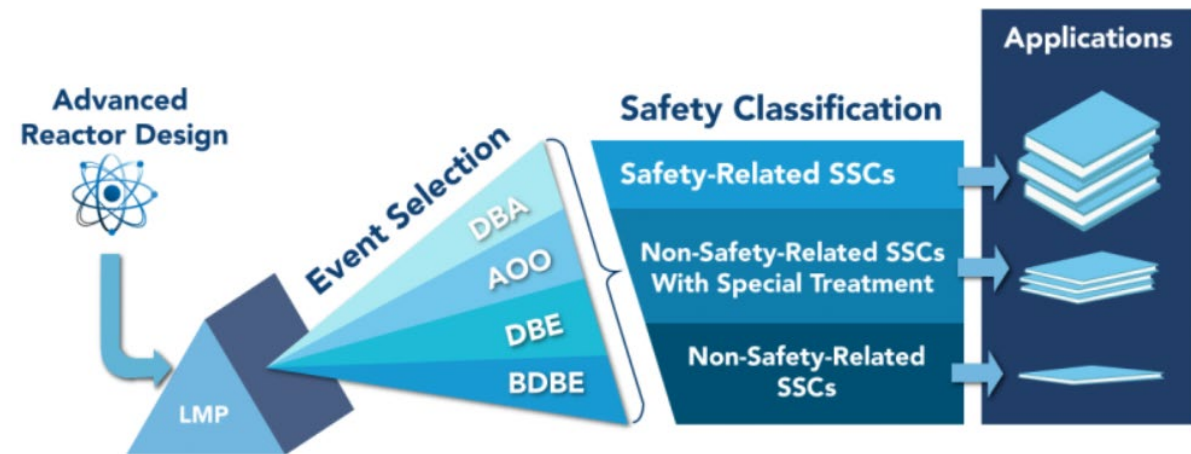 Advanced
Reactor Design
LMP
Event Selection
DBA
AOO
DBE
BDBE
Safety Classification
Safety-Related SSCs
Non-Safety-Related SSCs
With Special Treatment
Non-Safety-Related
SSCs
Applications